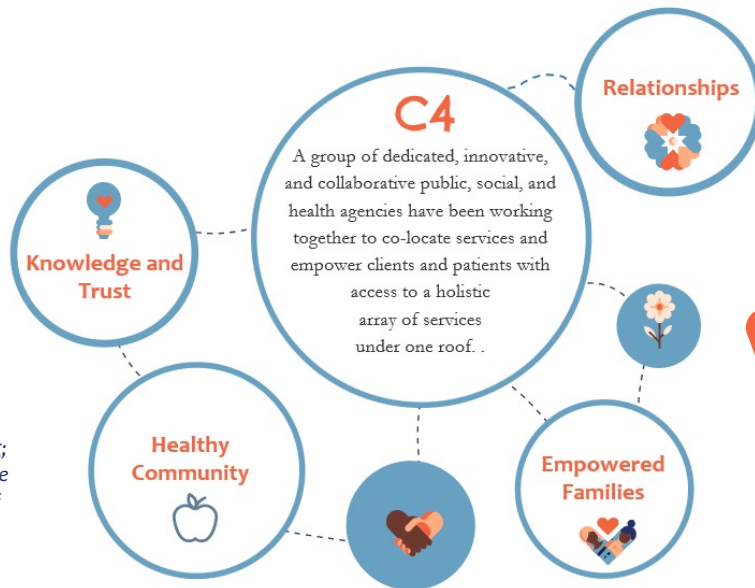 Relationships
C4
A group of dedicated, innovative,
and collaborative public, social, and
health agencies have been working
together to co-locate services and
empower clients and patients with
access to a holistic
array of services
under one roof. .
Knowledge and
Trust
Healthy
Community
Empowered
Families